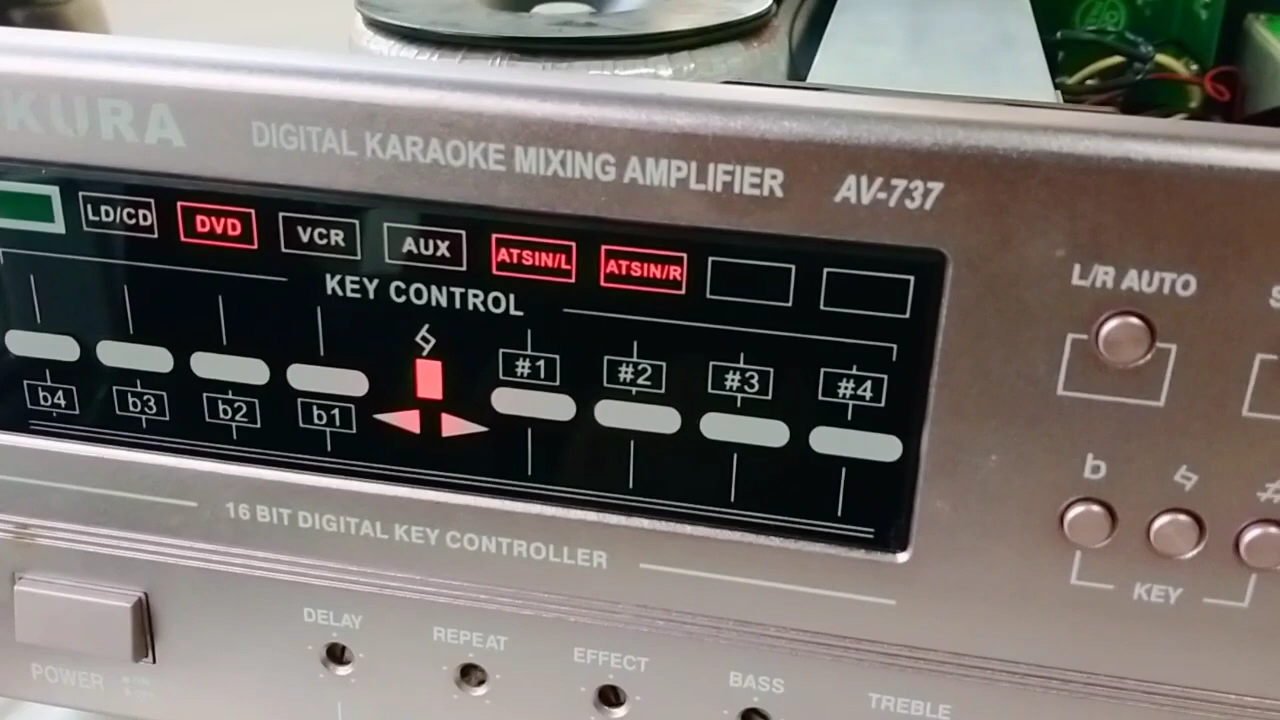 KURA
DIGITAL KARAOKE MIXING AMPLIFIER AV-737
LD/CD DVD VCR AUX ATSIN/L ATSIN/R
KEY CONTROL
b4 b3 b2 b1 #1 #2 #3 #4
L/R AUTO
16 BIT DIGITAL KEY CONTROLLER
b ♮ #
KEY
POWER
DELAY REPEAT EFFECT BASS TREBLE